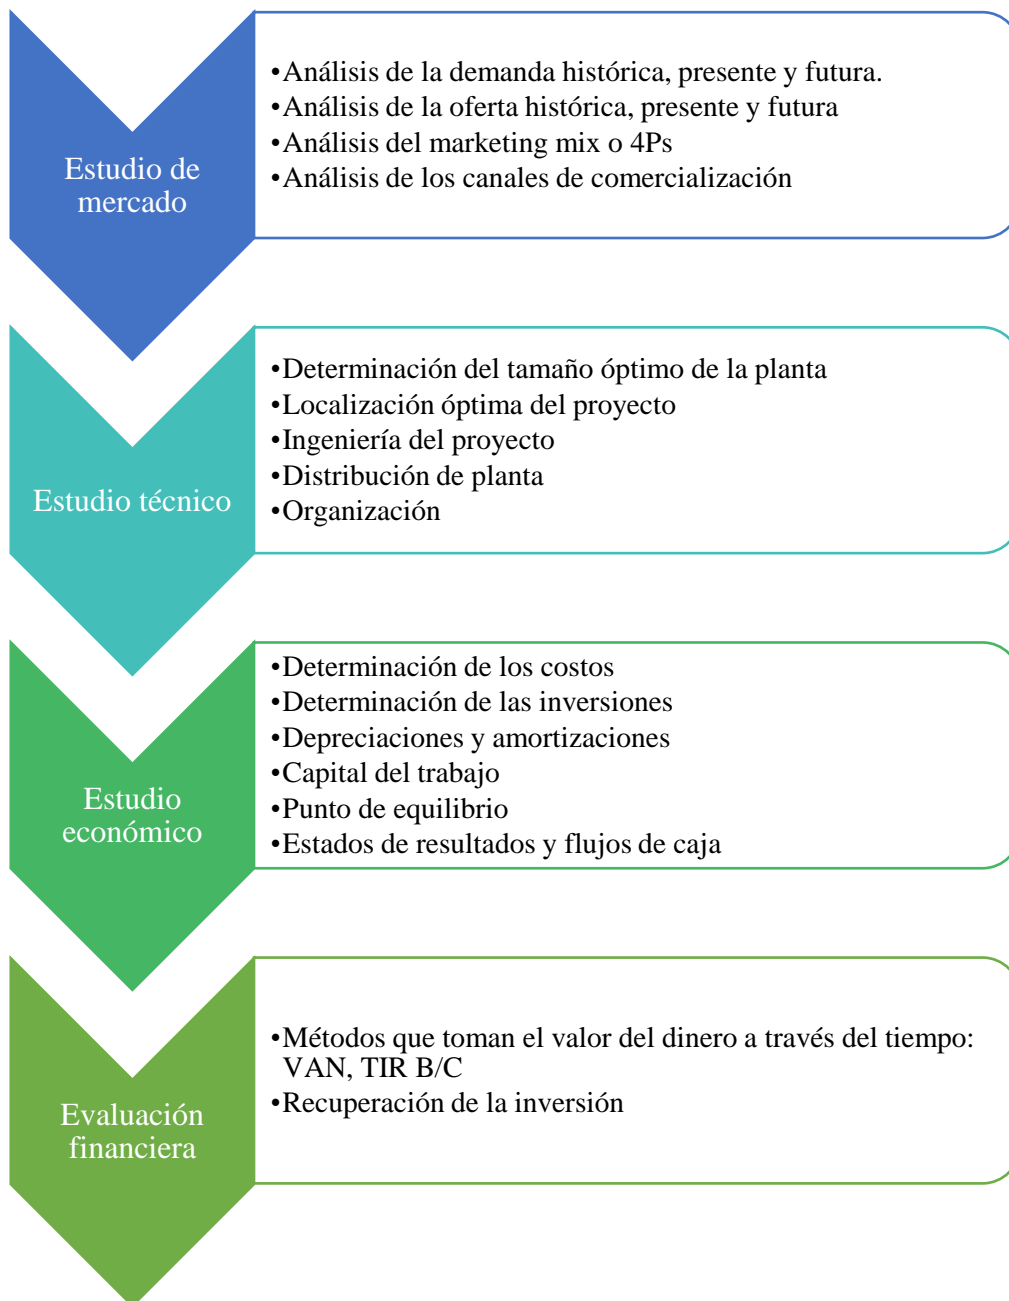 Estudio de
mercado
•Análisis de la demanda histórica, presente y futura.
•Análisis de la oferta histórica, presente y futura
•Análisis del marketing mix o 4Ps
•Análisis de los canales de comercialización
Estudio técnico
•Determinación del tamaño óptimo de la planta
•Localización óptima del proyecto
•Ingeniería del proyecto
•Distribución de planta
•Organización
Estudio
económico
•Determinación de los costos
•Determinación de las inversiones
•Depreciaciones y amortizaciones
•Capital del trabajo
•Punto de equilibrio
•Estados de resultados y flujos de caja
Evaluación
financiera
•Métodos que toman el valor del dinero a través del tiempo:
VAN, TIR B/C
•Recuperación de la inversión